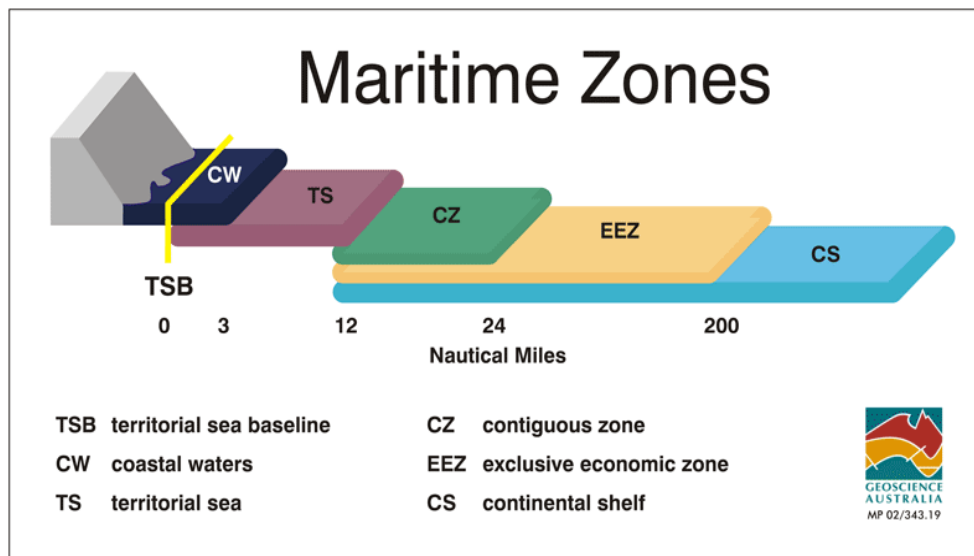 Maritime Zones
CW
TS
CZ
EEZ
CS
TSB
0 3 12 24 200
Nautical Miles
TSB territorial sea baseline
CW coastal waters
TS territorial sea
CZ contiguous zone
EEZ exclusive economic zone
CS continental shelf
GEOSCIENCE
AUSTRALIA
MP 02/343.19